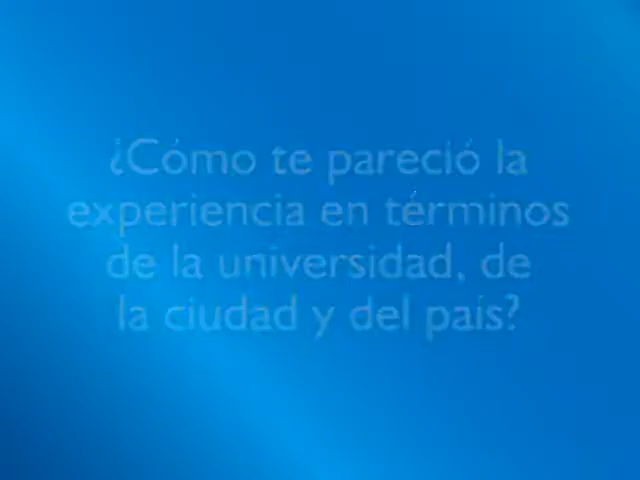 ¿Cómo te pareció la
experiencia en términos
de la universidad, de
la ciudad y del país?